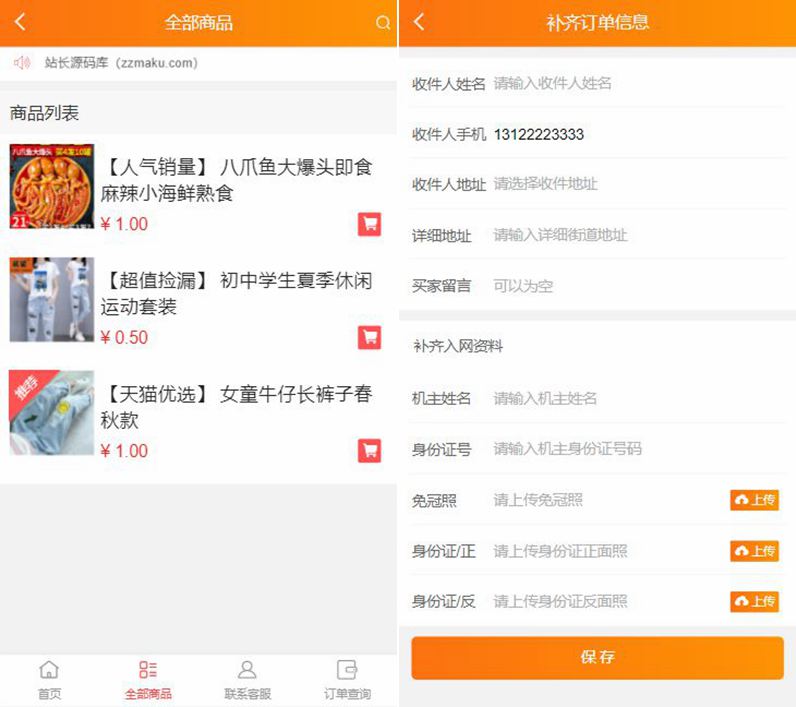 全部商品
站长源码库（zzmaku.com）
商品列表
八爪鱼大爆头 买4发10罐
21
【人气销量】 八爪鱼大爆头即食
麻辣小海鲜熟食
¥ 1.00
【超值捡漏】 初中学生夏季休闲
运动套装
¥ 0.50
推荐
【天猫优选】 女童牛仔长裤子春
秋款
¥ 1.00
首页
全部商品
联系客服
订单查询
补齐订单信息
收件人姓名 请输入收件人姓名
收件人手机 13122223333
收件人地址 请选择收件地址
详细地址 请输入详细街道地址
买家留言 可以为空
补齐入网资料
机主姓名 请输入机主姓名
身份证号 请输入机主身份证号码
免冠照 请上传免冠照 上传
身份证/正 请上传身份证正面照 上传
身份证/反 请上传身份证反面照 上传
保存